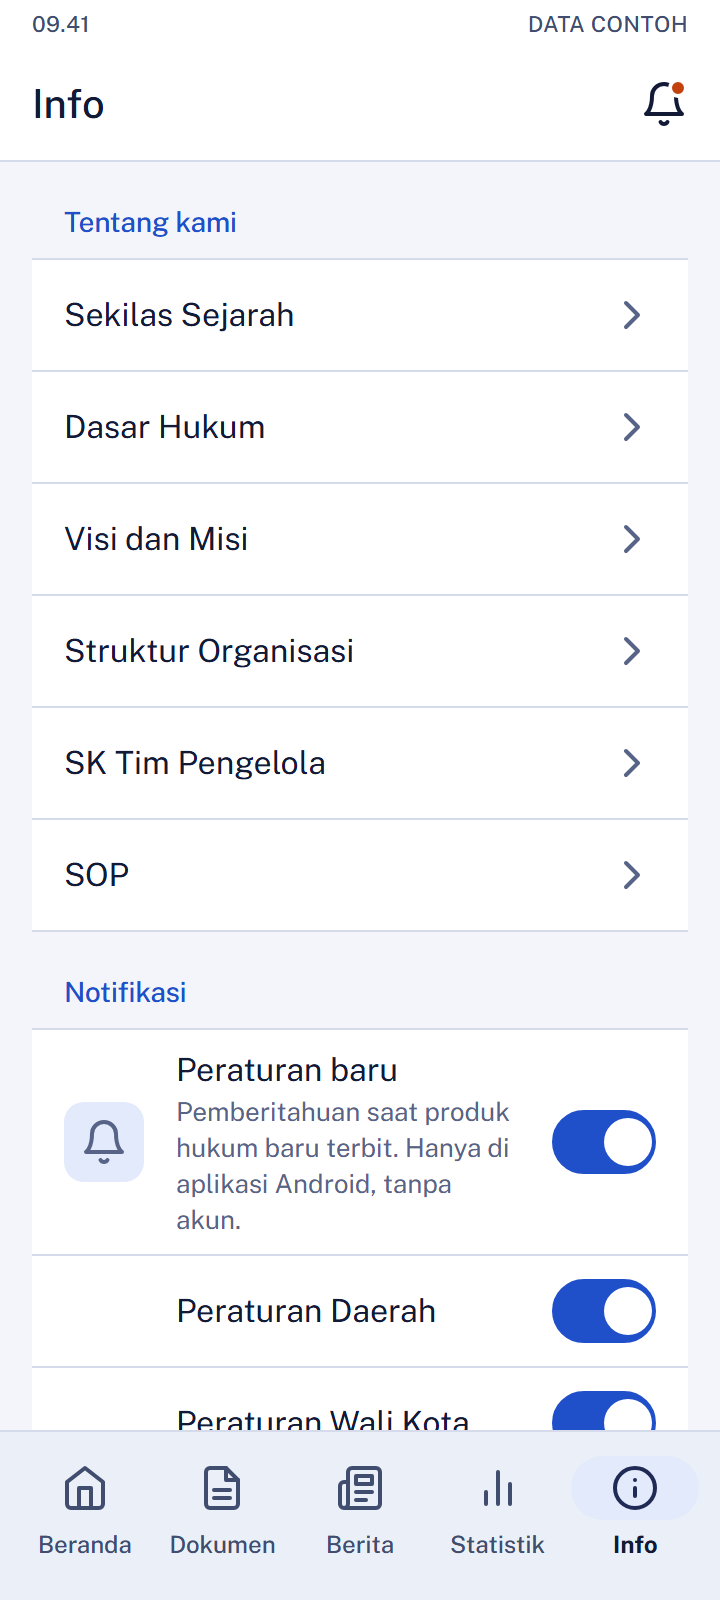 09.41
DATA CONTOH
Info
Tentang kami
Sekilas Sejarah
Dasar Hukum
Visi dan Misi
Struktur Organisasi
SK Tim Pengelola
SOP
Notifikasi
Peraturan baru
Pemberitahuan saat produk
hukum baru terbit. Hanya di
aplikasi Android, tanpa
akun.
Peraturan Daerah
Peraturan Wali Kota
Beranda
Dokumen
Berita
Statistik
Info